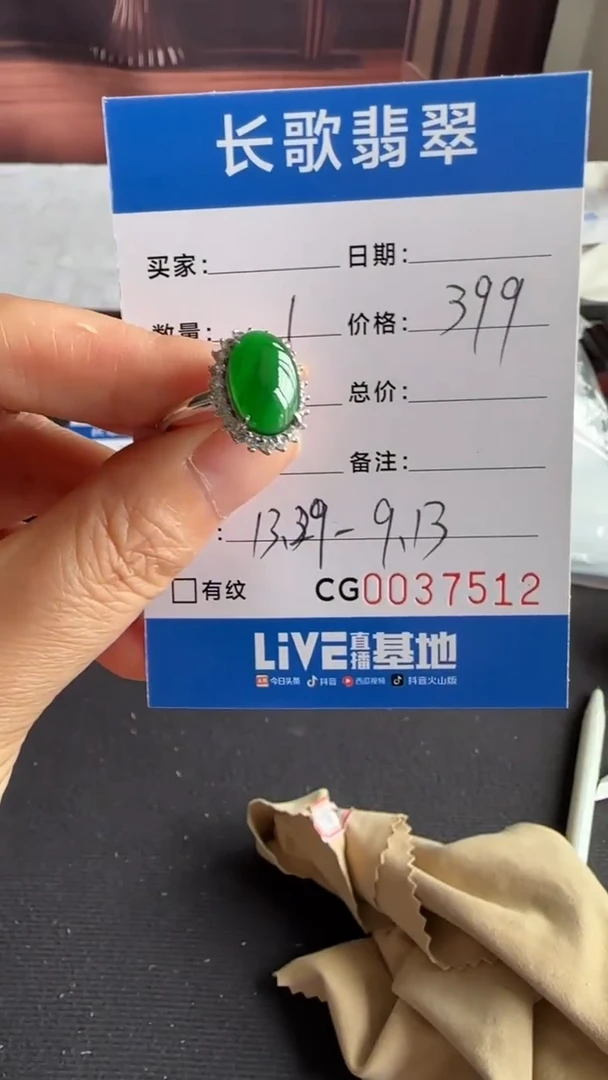 长歌翡翠
买家： 日期：
数量： 1 价格： 399
总价：
备注：
： 13.39-9.13
□有纹 CG0037512
LiVE直播基地
今日头条 抖音 西瓜视频 抖音火山版